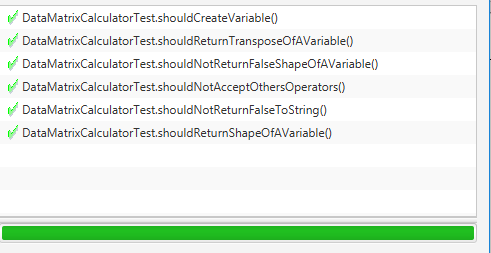 DataMatrixCalculatorTest.shouldCreateVariable()
DataMatrixCalculatorTest.shouldReturnTransposeOfAVariable()
DataMatrixCalculatorTest.shouldNotReturnFalseShapeOfAVariable()
DataMatrixCalculatorTest.shouldNotAcceptOthersOperators()
DataMatrixCalculatorTest.shouldNotReturnFalseToString()
DataMatrixCalculatorTest.shouldReturnShapeOfAVariable()